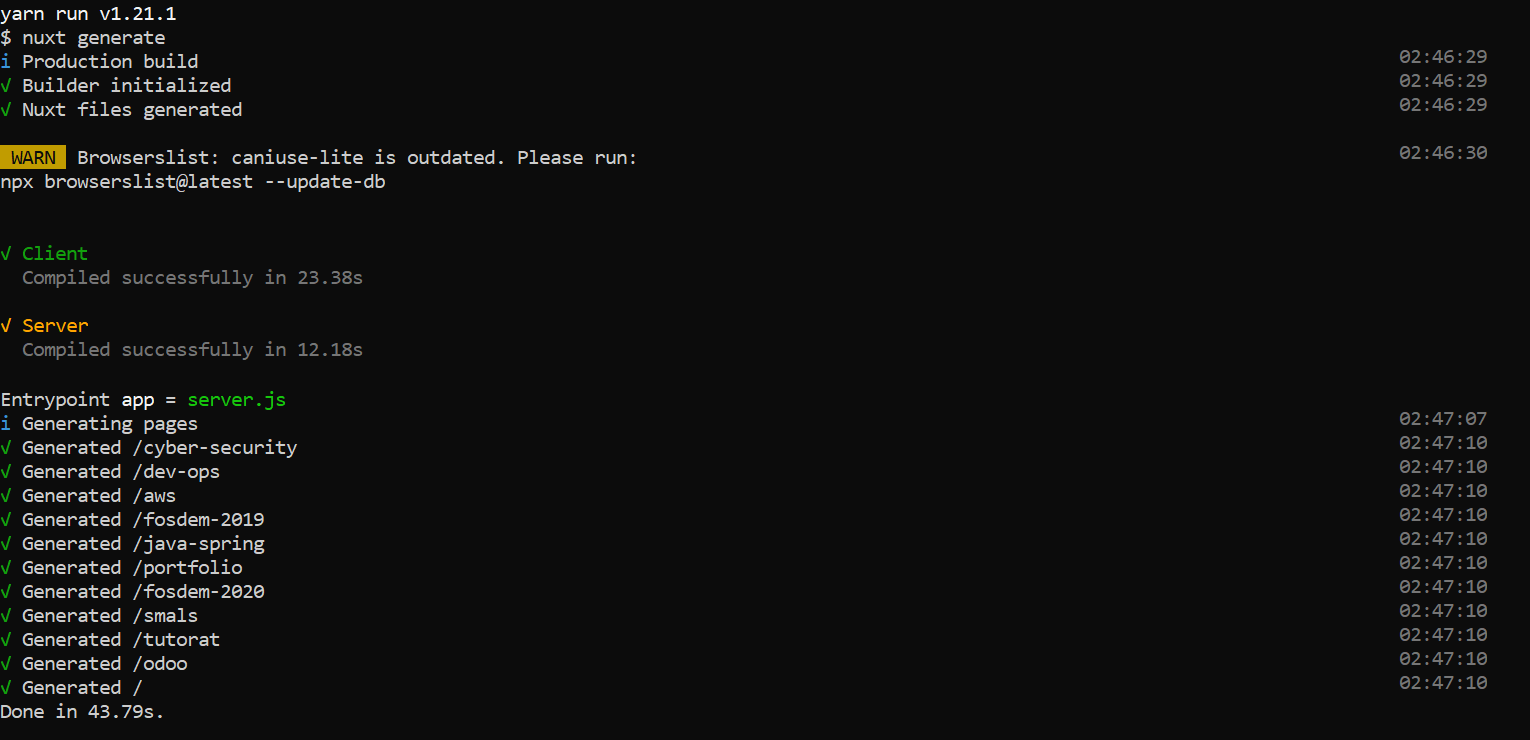 yarn run v1.21.1
$ nuxt generate
i Production build 02:46:29
√ Builder initialized 02:46:29
√ Nuxt files generated 02:46:29
WARN Browserslist: caniuse-lite is outdated. Please run: 02:46:30
npx browserslist@latest --update-db
√ Client
Compiled successfully in 23.38s
√ Server
Compiled successfully in 12.18s
Entrypoint app = server.js
i Generating pages 02:47:07
√ Generated /cyber-security 02:47:10
√ Generated /dev-ops 02:47:10
√ Generated /aws 02:47:10
√ Generated /fosdem-2019 02:47:10
√ Generated /java-spring 02:47:10
√ Generated /portfolio 02:47:10
√ Generated /fosdem-2020 02:47:10
√ Generated /smals 02:47:10
√ Generated /tutorat 02:47:10
√ Generated /odoo 02:47:10
√ Generated / 02:47:10
Done in 43.79s.